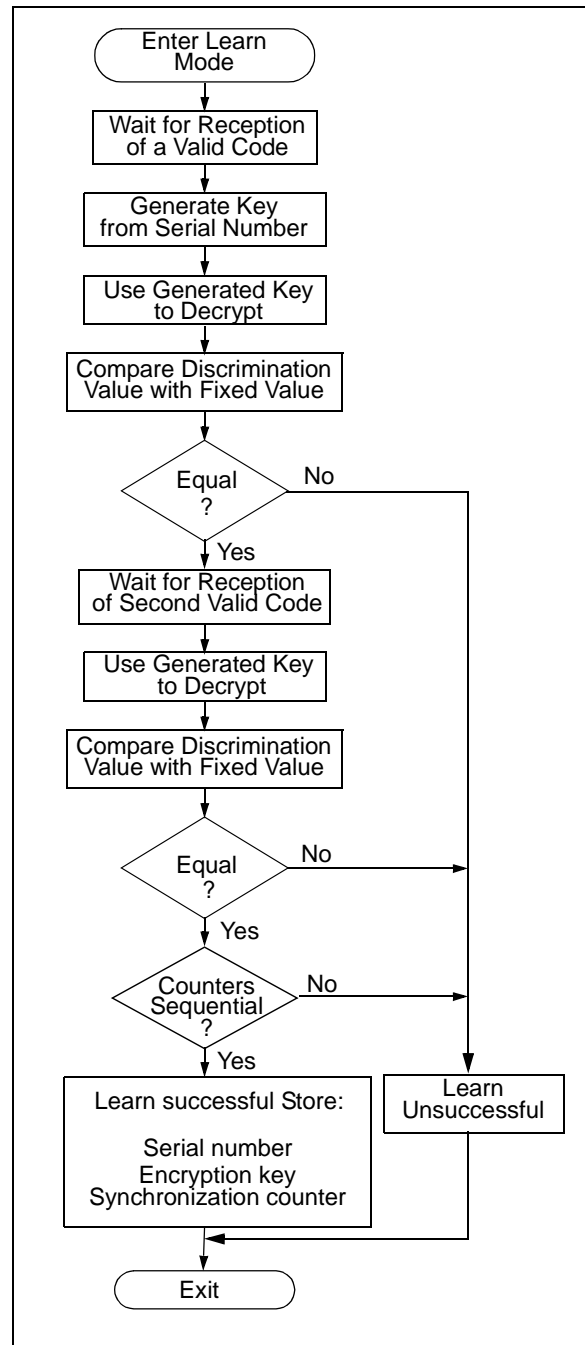 Enter Learn
Mode
Wait for Reception
of a Valid Code
Generate Key
from Serial Number
Use Generated Key
to Decrypt
Compare Discrimination
Value with Fixed Value
Equal
?
No
Yes
Wait for Reception
of Second Valid Code
Use Generated Key
to Decrypt
Compare Discrimination
Value with Fixed Value
Equal
?
No
Yes
Counters
Sequential
?
No
Yes
Learn successful Store:
Serial number
Encryption key
Synchronization counter
Learn
Unsuccessful
Exit